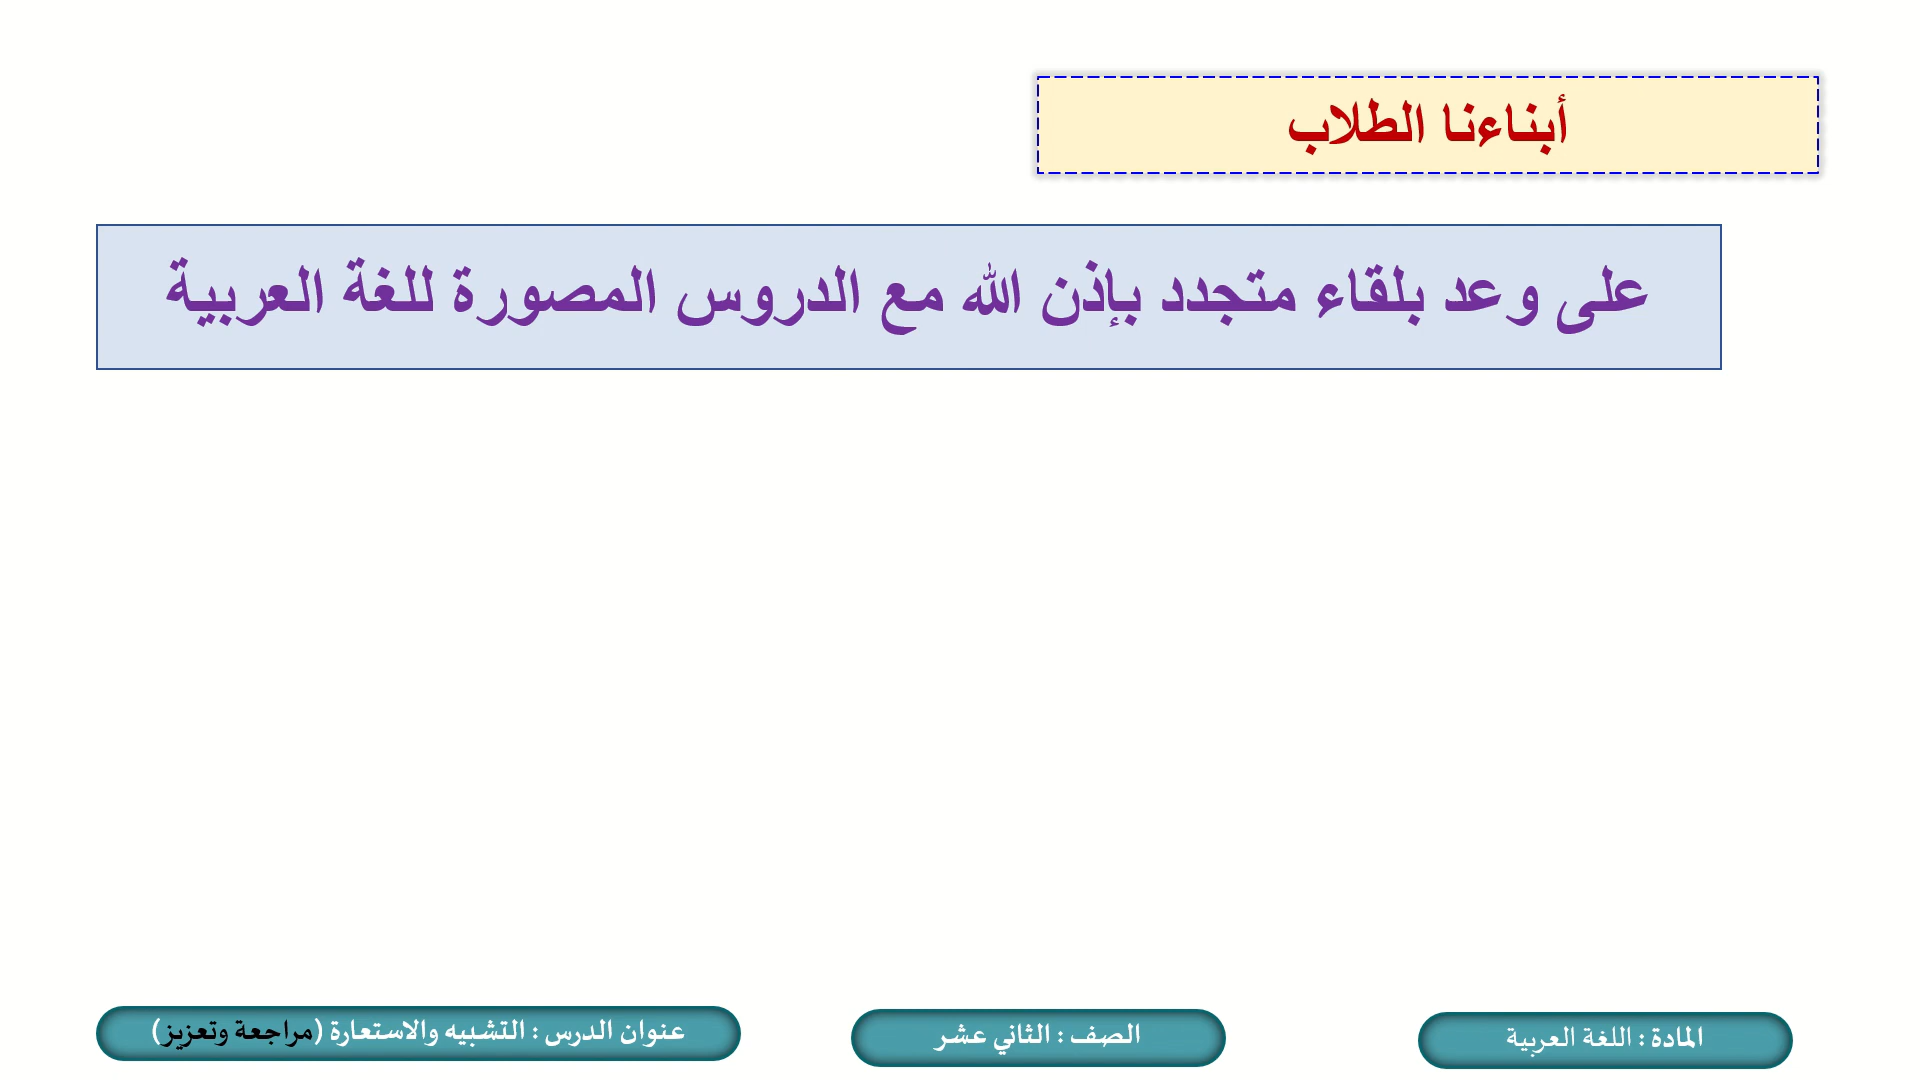 أبناءنا الطلاب
على وعد بلقاء متجدد بإذن الله مع الدروس المصورة للغة العربية
المادة : اللغة العربية
الصف : الثاني عشر
عنوان الدرس : التشبيه والاستعارة (مراجعة وتعزيز)